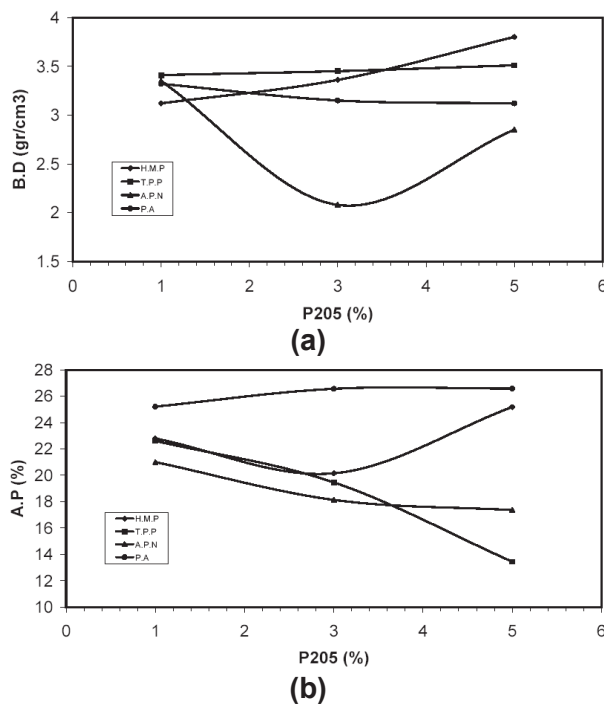 4
3.5
3
2.5
2
1.5
B.D (gr/cm3)
H.M.P
T.P.P
A.P.N
P.A
0 1 2 3 4 5 6
P205 (%)
(a)
28
26
24
22
20
18
16
14
12
10
A.P (%)
H.M.P
T.P.P
A.P.N
P.A
0 1 2 3 4 5 6
P205 (%)
(b)